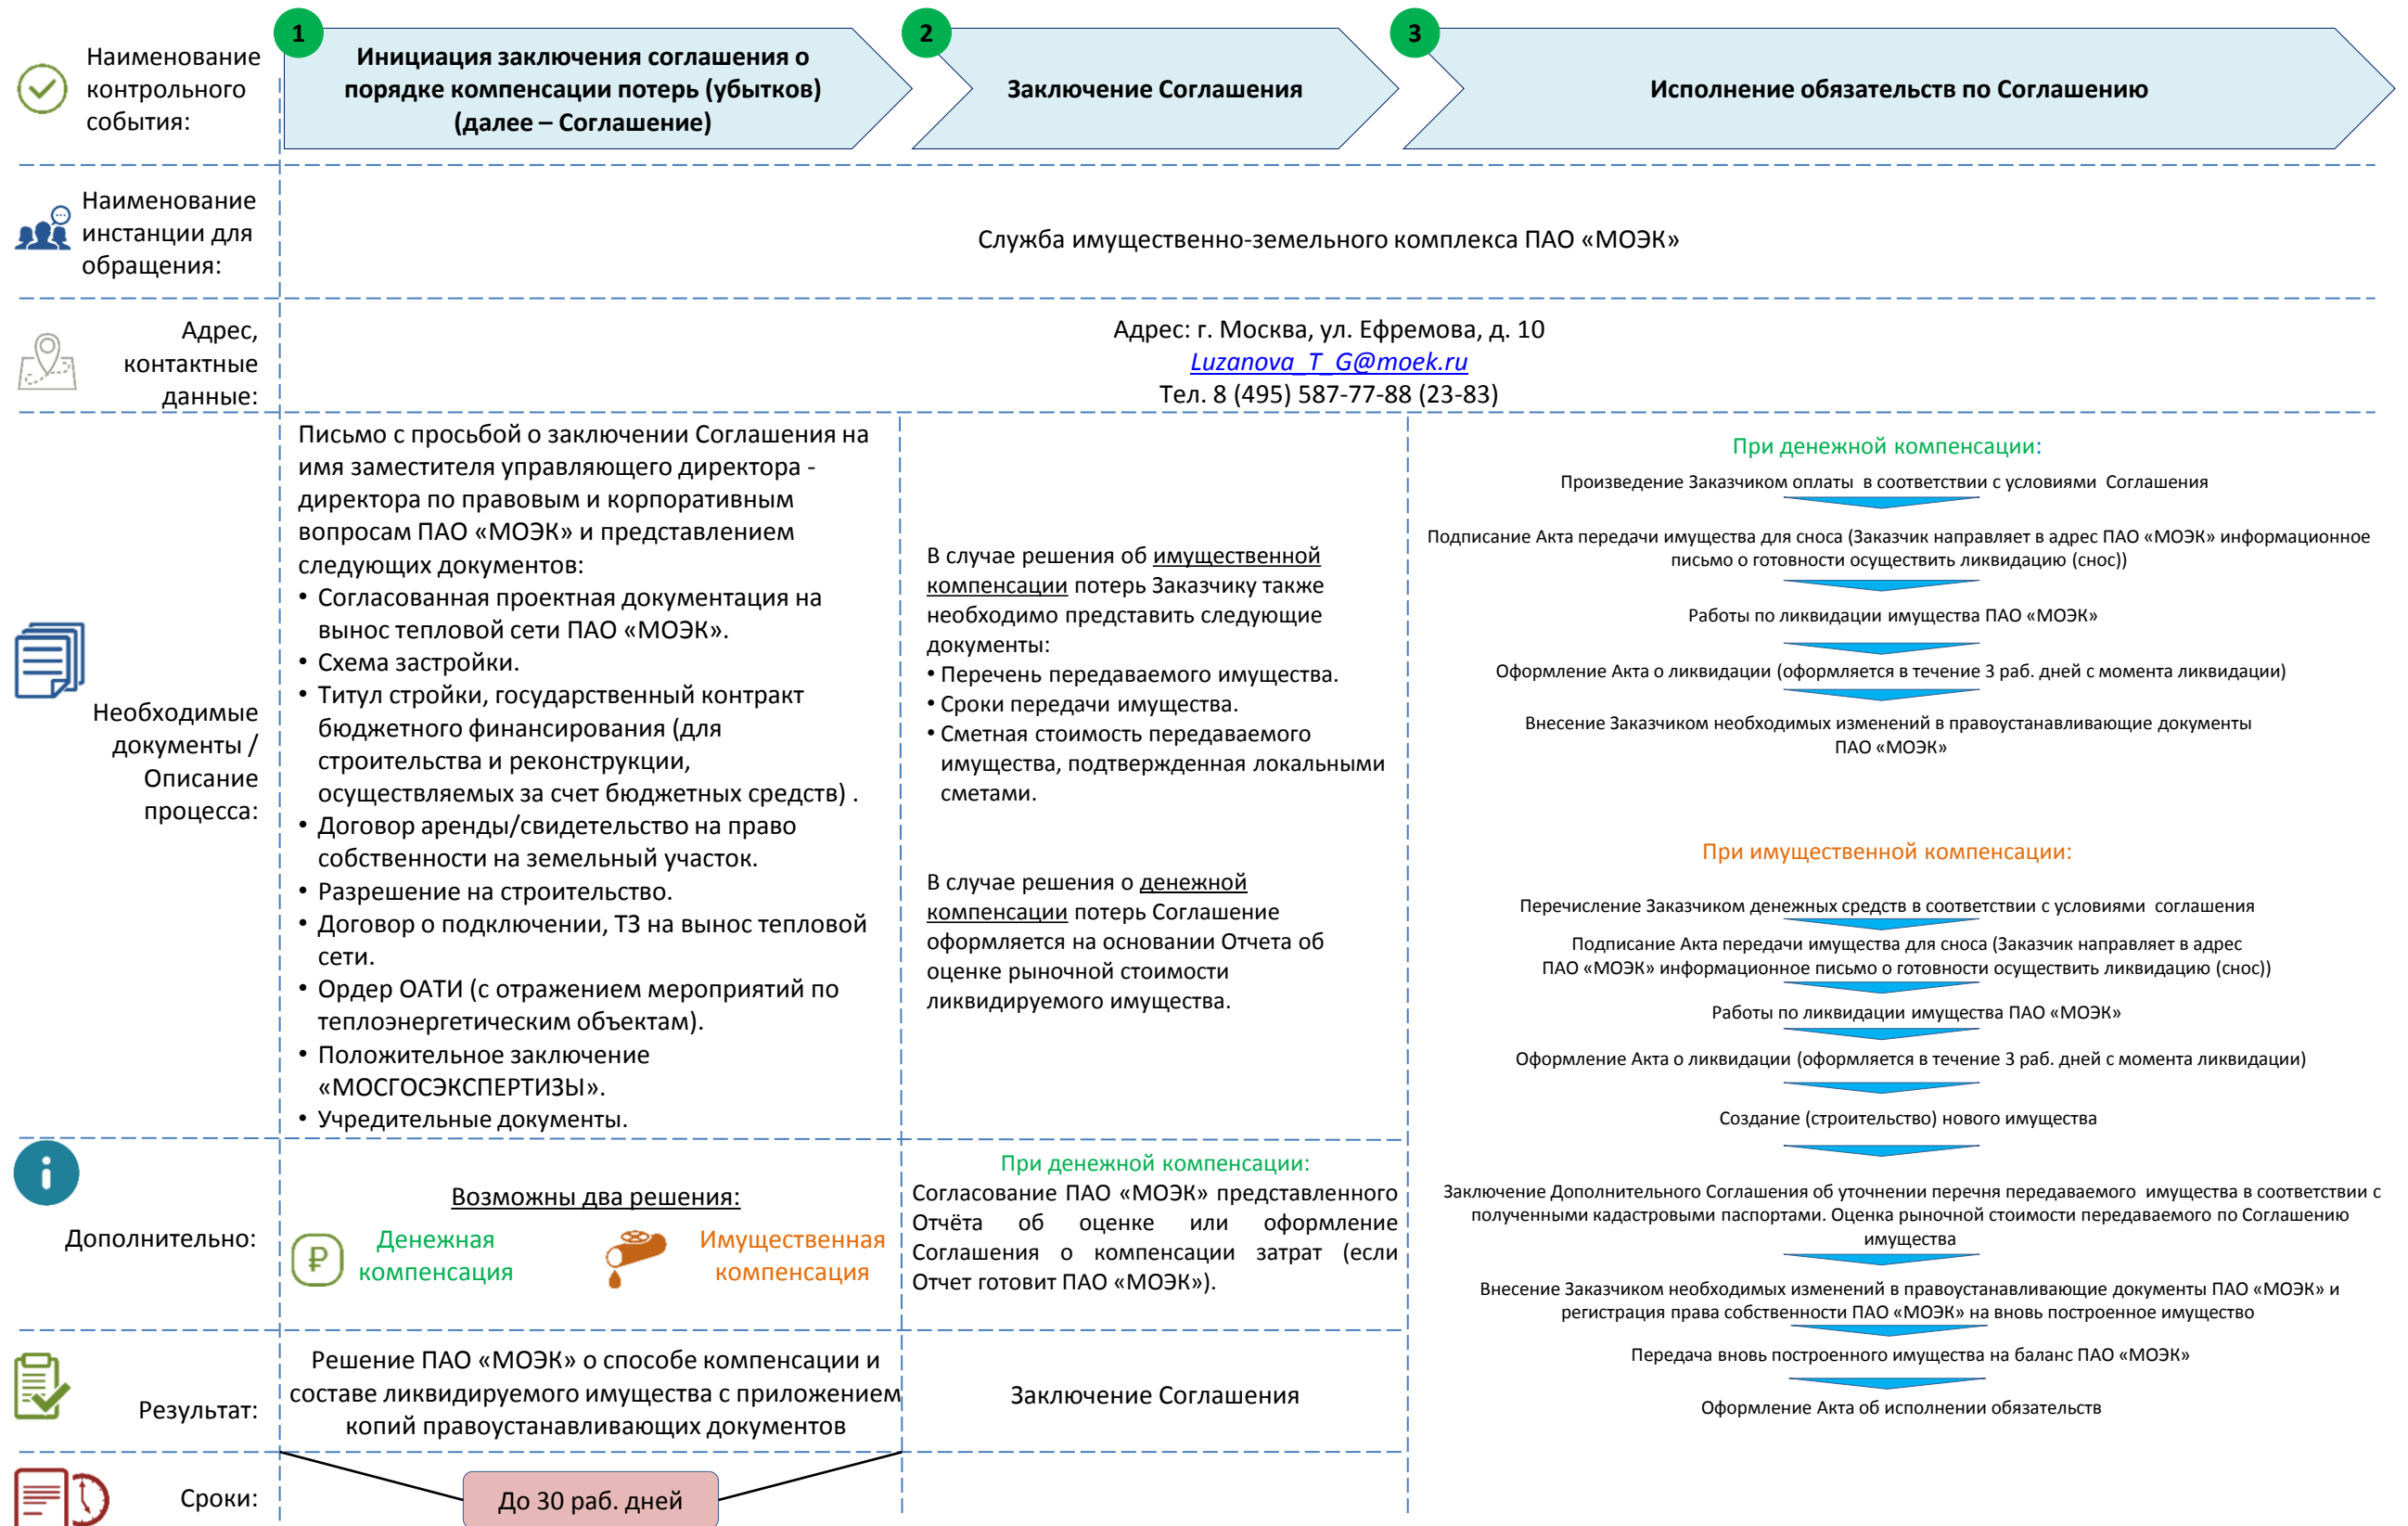 Наименование
контрольного
события:
1
Инициация заключения соглашения о
порядке компенсации потерь (убытков)
(далее – Соглашение)
2
Заключение Соглашения
3
Исполнение обязательств по Соглашению
Наименование
инстанции для
обращения:
Служба имущественно-земельного комплекса ПАО «МОЭК»
Адрес,
контактные
данные:
Адрес: г. Москва, ул. Ефремова, д. 10
Luzanova_T_G@moek.ru
Тел. 8 (495) 587-77-88 (23-83)
Необходимые
документы /
Описание
процесса:
Письмо с просьбой о заключении Соглашения на
имя заместителя управляющего директора -
директора по правовым и корпоративным
вопросам ПАО «МОЭК» и представлением
следующих документов:
• Согласованная проектная документация на
вынос тепловой сети ПАО «МОЭК».
• Схема застройки.
• Титул стройки, государственный контракт
бюджетного финансирования (для
строительства и реконструкции,
осуществляемых за счет бюджетных средств) .
• Договор аренды/свидетельство на право
собственности на земельный участок.
• Разрешение на строительство.
• Договор о подключении, ТЗ на вынос тепловой
сети.
• Ордер ОАТИ (с отражением мероприятий по
теплоэнергетическим объектам).
• Положительное заключение
«МОСГОСЭКСПЕРТИЗЫ».
• Учредительные документы.
В случае решения об имущественной
компенсации потерь Заказчику также
необходимо представить следующие
документы:
• Перечень передаваемого имущества.
• Сроки передачи имущества.
• Сметная стоимость передаваемого
имущества, подтвержденная локальными
сметами.
В случае решения о денежной
компенсации потерь Соглашение
оформляется на основании Отчета об
оценке рыночной стоимости
ликвидируемого имущества.
При денежной компенсации:
Произведение Заказчиком оплаты в соответствии с условиями Соглашения
Подписание Акта передачи имущества для сноса (Заказчик направляет в адрес ПАО «МОЭК» информационное
письмо о готовности осуществить ликвидацию (снос))
Работы по ликвидации имущества ПАО «МОЭК»
Оформление Акта о ликвидации (оформляется в течение 3 раб. дней с момента ликвидации)
Внесение Заказчиком необходимых изменений в правоустанавливающие документы
ПАО «МОЭК»
При имущественной компенсации:
Перечисление Заказчиком денежных средств в соответствии с условиями соглашения
Подписание Акта передачи имущества для сноса (Заказчик направляет в адрес
ПАО «МОЭК» информационное письмо о готовности осуществить ликвидацию (снос))
Работы по ликвидации имущества ПАО «МОЭК»
Оформление Акта о ликвидации (оформляется в течение 3 раб. дней с момента ликвидации)
Создание (строительство) нового имущества
Заключение Дополнительного Соглашения об уточнении перечня передаваемого имущества в соответствии с
полученными кадастровыми паспортами. Оценка рыночной стоимости передаваемого по Соглашению
имущества
Внесение Заказчиком необходимых изменений в правоустанавливающие документы ПАО «МОЭК» и
регистрация права собственности ПАО «МОЭК» на вновь построенное имущество
Передача вновь построенного имущества на баланс ПАО «МОЭК»
Оформление Акта об исполнении обязательств
Дополнительно:
Возможны два решения:
₽
Денежная
компенсация
Имущественная
компенсация
При денежной компенсации:
Согласование ПАО «МОЭК» представленного
Отчёта об оценке или оформление
Соглашения о компенсации затрат (если
Отчет готовит ПАО «МОЭК»).
Результат:
Решение ПАО «МОЭК» о способе компенсации и
составе ликвидируемого имущества с приложением
копий правоустанавливающих документов
Заключение Соглашения
Сроки:
До 30 раб. дней